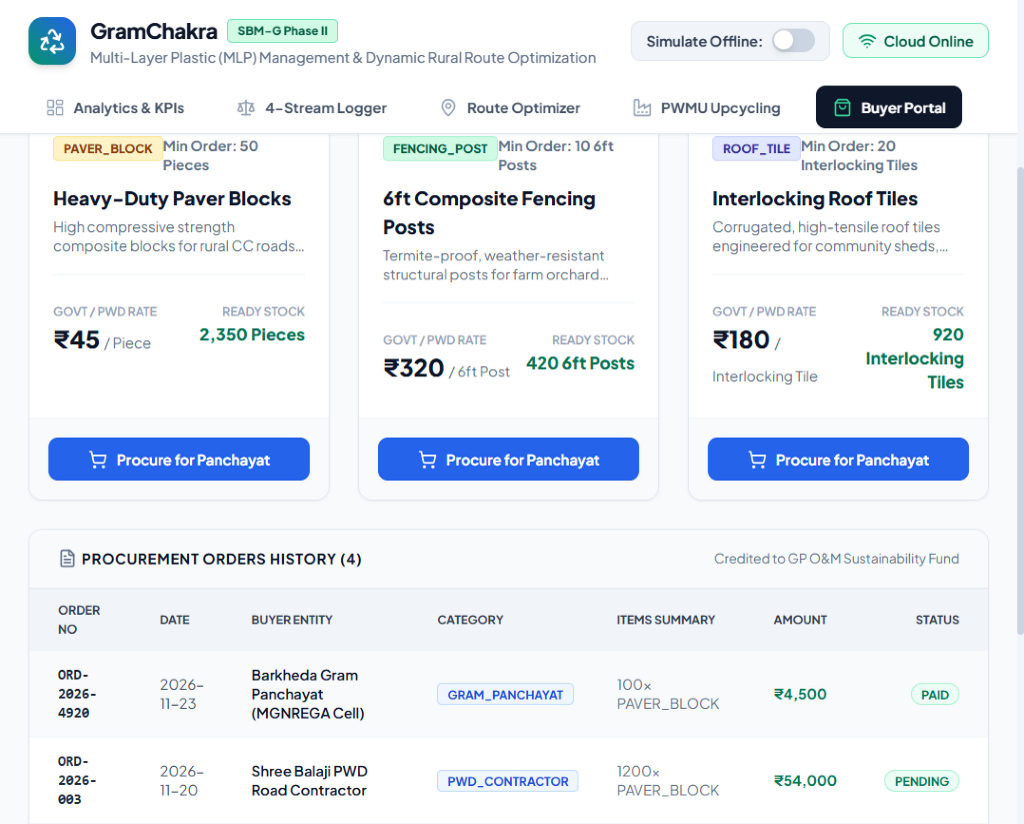 GramChakra
SBM-G Phase II
Multi-Layer Plastic (MLP) Management & Dynamic Rural Route Optimization
Simulate Offline:
Cloud Online
Analytics & KPIs
4-Stream Logger
Route Optimizer
PWMU Upcycling
Buyer Portal
PAVER_BLOCK
Min Order: 50
Pieces
Heavy-Duty Paver Blocks
High compressive strength
composite blocks for rural CC roads...
GOVT / PWD RATE
READY STOCK
₹45 / Piece
2,350 Pieces
Procure for Panchayat
FENCING_POST
Min Order: 10 6ft
Posts
6ft Composite Fencing
Posts
Termite-proof, weather-resistant
structural posts for farm orchard...
GOVT / PWD RATE
READY STOCK
₹320 / 6ft Post
420 6ft Posts
Procure for Panchayat
ROOF_TILE
Min Order: 20
Interlocking Tiles
Interlocking Roof Tiles
Corrugated, high-tensile roof tiles
engineered for community sheds,...
GOVT / PWD RATE
READY STOCK
₹180 /
Interlocking Tile
920
Interlocking
Tiles
Procure for Panchayat
PROCUREMENT ORDERS HISTORY (4)
Credited to GP O&M Sustainability Fund
ORDER
NO
DATE
BUYER ENTITY
CATEGORY
ITEMS SUMMARY
AMOUNT
STATUS
ORD-
2026-
4920
2026-
11-23
Barkheda Gram
Panchayat
(MGNREGA Cell)
GRAM_PANCHAYAT
100×
PAVER_BLOCK
₹4,500
PAID
ORD-
2026-
003
2026-
11-20
Shree Balaji PWD
Road Contractor
PWD_CONTRACTOR
1200×
PAVER_BLOCK
₹54,000
PENDING